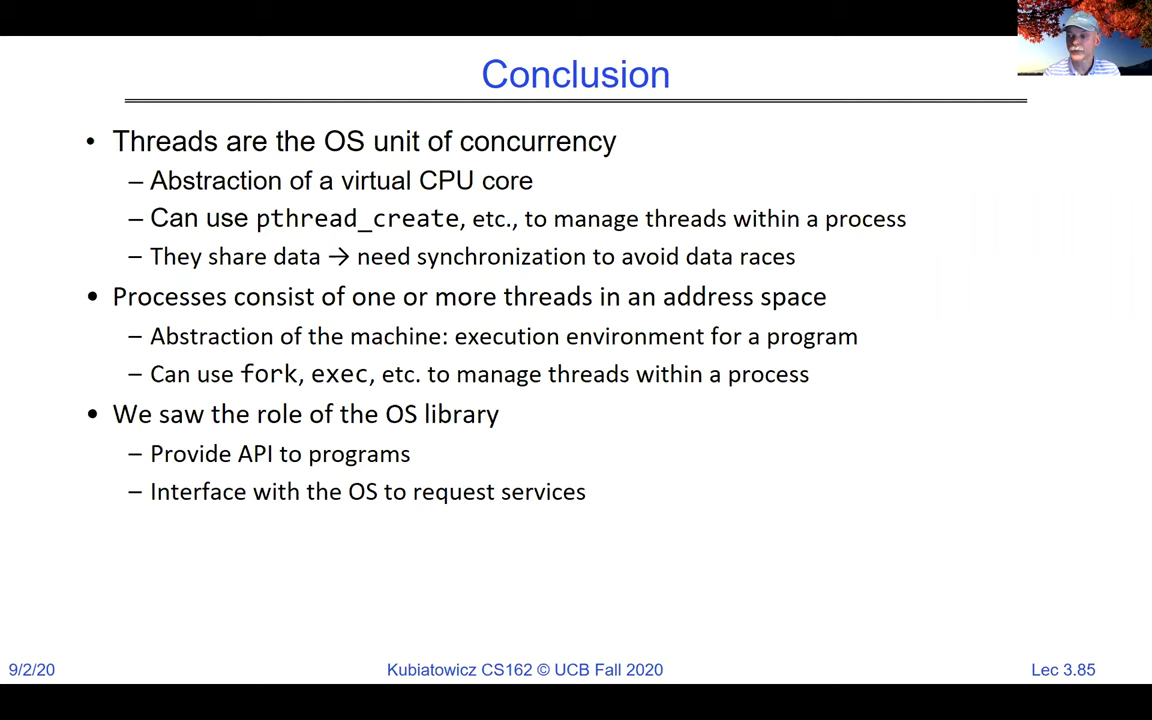 Conclusion
• Threads are the OS unit of concurrency
– Abstraction of a virtual CPU core
– Can use pthread_create, etc., to manage threads within a process
– They share data → need synchronization to avoid data races
• Processes consist of one or more threads in an address space
– Abstraction of the machine: execution environment for a program
– Can use fork, exec, etc. to manage threads within a process
• We saw the role of the OS library
– Provide API to programs
– Interface with the OS to request services
9/2/20 Kubiatowicz CS162 © UCB Fall 2020 Lec 3.85